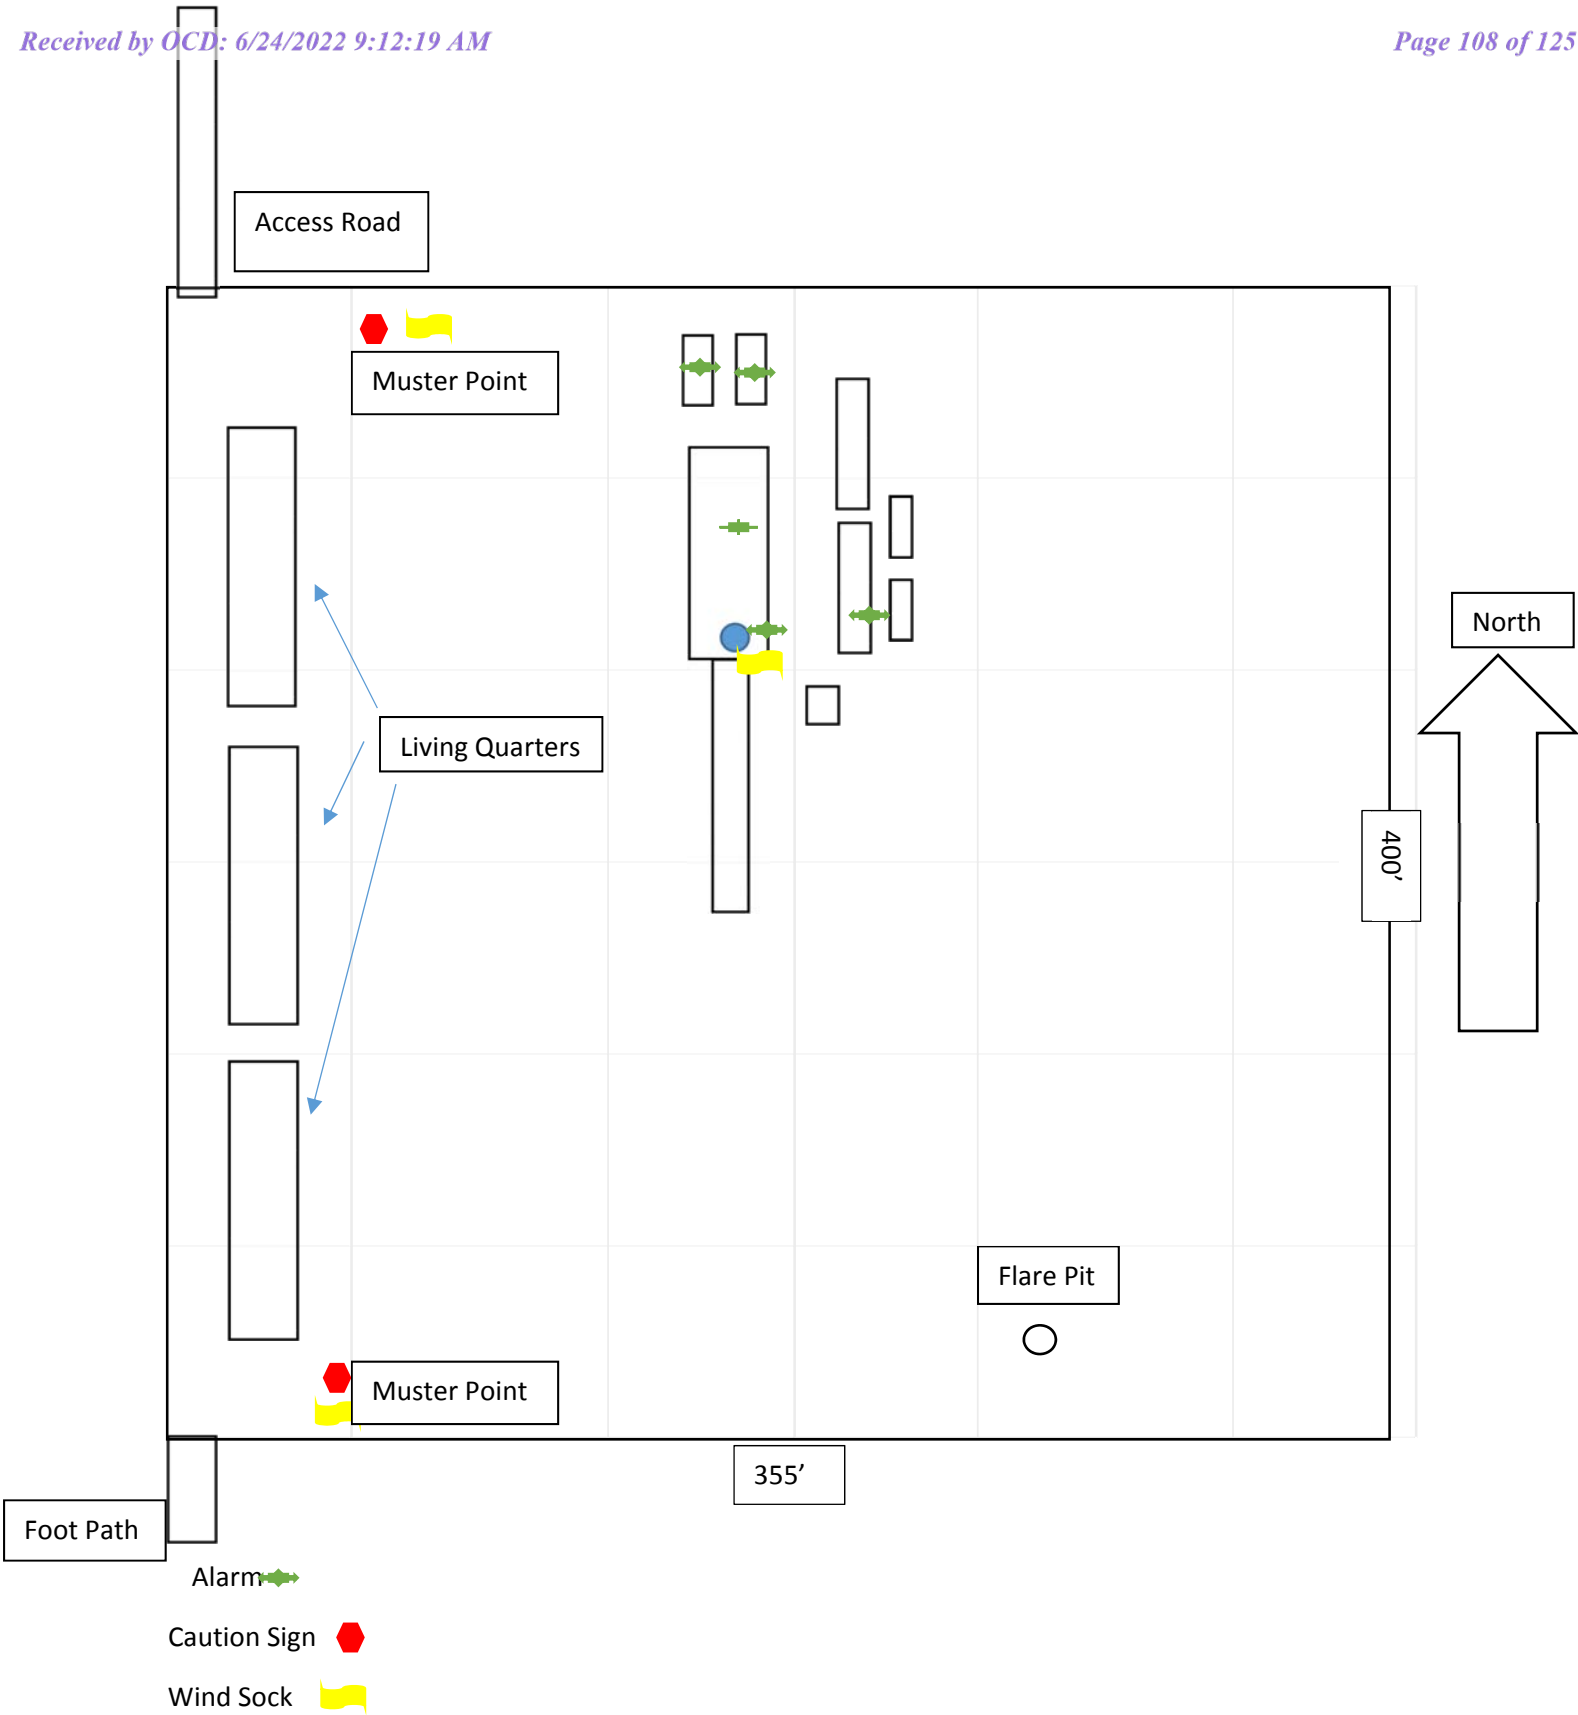 Received by OCD: 6/24/2022 9:12:19 AM
Page 108 of 125
Access Road
Muster Point
North
Living Quarters
400’
Flare Pit
Muster Point
355’
Foot Path
Alarm
Caution Sign
Wind Sock